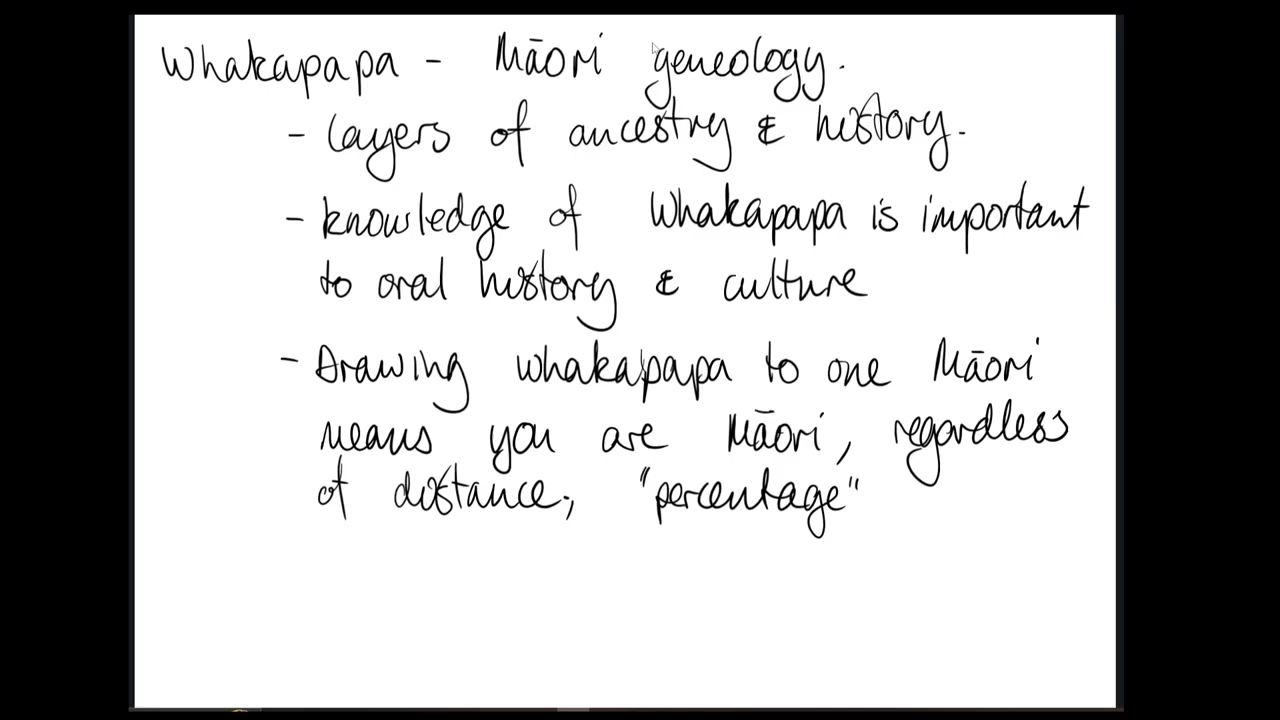 Whakapapa - Māori geneology.
- layers of ancestry & history.
- knowledge of Whakapapa is important
to oral history & culture
- Drawing whakapapa to one Māori
means you are Māori, regardless
of distance, "percentage"